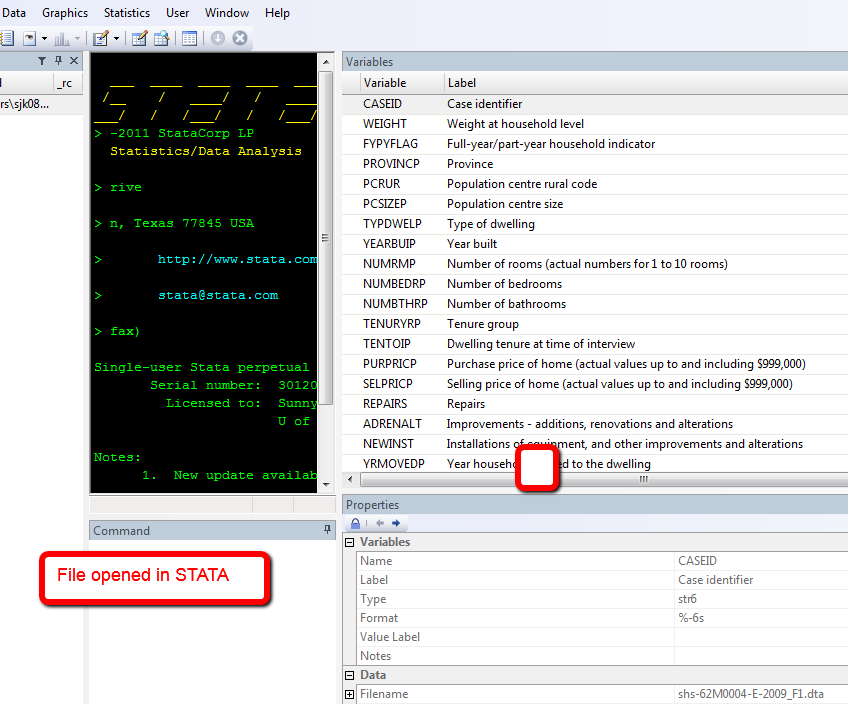 Data Graphics Statistics User Window Help
_rc
rs\sjk08...
> -2011 StataCorp LP
Statistics/Data Analysis
> rive
> n, Texas 77845 USA
> http://www.stata.com
> stata@stata.com
> fax)
Single-user Stata perpetual
Serial number: 30120
Licensed to: Sunny
U of
Notes:
1. New update availab
Command
File opened in STATA
Variables
Variable Label
CASEID Case identifier
WEIGHT Weight at household level
FYPYFLAG Full-year/part-year household indicator
PROVINCP Province
PCRUR Population centre rural code
PCSIZEP Population centre size
TYPDWELP Type of dwelling
YEARBUIP Year built
NUMRMP Number of rooms (actual numbers for 1 to 10 rooms)
NUMBEDRP Number of bedrooms
NUMBTHRP Number of bathrooms
TENURYRP Tenure group
TENTOIP Dwelling tenure at time of interview
PURPRICP Purchase price of home (actual values up to and including $999,000)
SELPRICP Selling price of home (actual values up to and including $999,000)
REPAIRS Repairs
ADRENALT Improvements - additions, renovations and alterations
NEWINST Installations of equipment, and other improvements and alterations
YRMOVEDP Year to the dwelling
Properties
Variables
Name CASEID
Label Case identifier
Type str6
Format %-6s
Value Label
Notes
Data
Filename shs-62M0004-E-2009_F1.dta